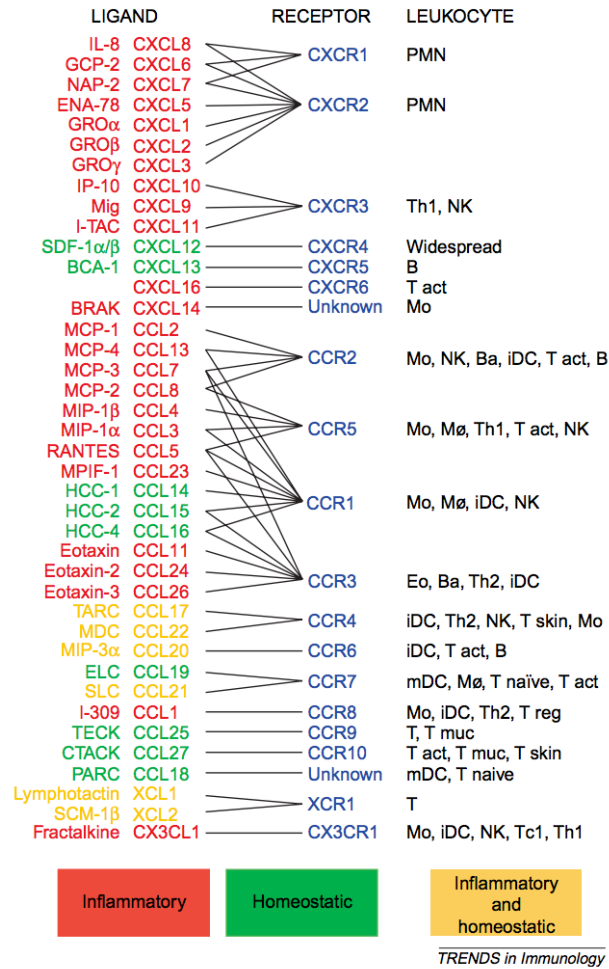 LIGAND RECEPTOR LEUKOCYTE
IL-8 CXCL8
GCP-2 CXCL6 CXCR1 PMN
NAP-2 CXCL7
ENA-78 CXCL5 CXCR2 PMN
GROα CXCL1
GROβ CXCL2
GROγ CXCL3
IP-10 CXCL10
Mig CXCL9 CXCR3 Th1, NK
I-TAC CXCL11
SDF-1α/β CXCL12 CXCR4 Widespread
BCA-1 CXCL13 CXCR5 B
CXCL16 CXCR6 T act
BRAK CXCL14 Unknown Mo
MCP-1 CCL2
MCP-4 CCL13 CCR2 Mo, NK, Ba, iDC, T act, B
MCP-3 CCL7
MCP-2 CCL8
MIP-1β CCL4
MIP-1α CCL3 CCR5 Mo, Mø, Th1, T act, NK
RANTES CCL5
MPIF-1 CCL23
HCC-1 CCL14 CCR1 Mo, Mø, iDC, NK
HCC-2 CCL15
HCC-4 CCL16
Eotaxin CCL11
Eotaxin-2 CCL24 CCR3 Eo, Ba, Th2, iDC
Eotaxin-3 CCL26
TARC CCL17 CCR4 iDC, Th2, NK, T skin, Mo
MDC CCL22
MIP-3α CCL20 CCR6 iDC, T act, B
ELC CCL19 CCR7 mDC, Mø, T naïve, T act
SLC CCL21
I-309 CCL1 CCR8 Mo, iDC, Th2, T reg
TECK CCL25 CCR9 T, T muc
CTACK CCL27 CCR10 T act, T muc, T skin
PARC CCL18 Unknown mDC, T naive
Lymphotactin XCL1 XCR1 T
SCM-1β XCL2
Fractalkine CX3CL1 CX3CR1 Mo, iDC, NK, Tc1, Th1
Inflammatory Homeostatic Inflammatory
and
homeostatic
TRENDS in Immunology